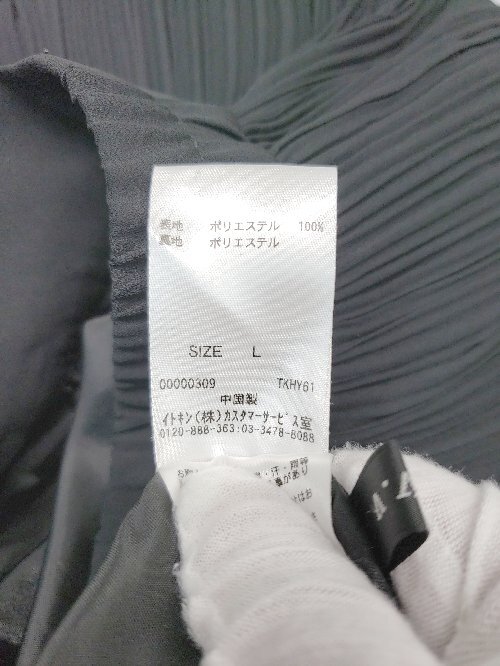 表地 ポリエステル 100%
裏地 ポリエステル
SIZE L
00000309 TKHY61
中国製
イトキン(株)カスタマーサービス室
0120-888-363:03-3478-8088